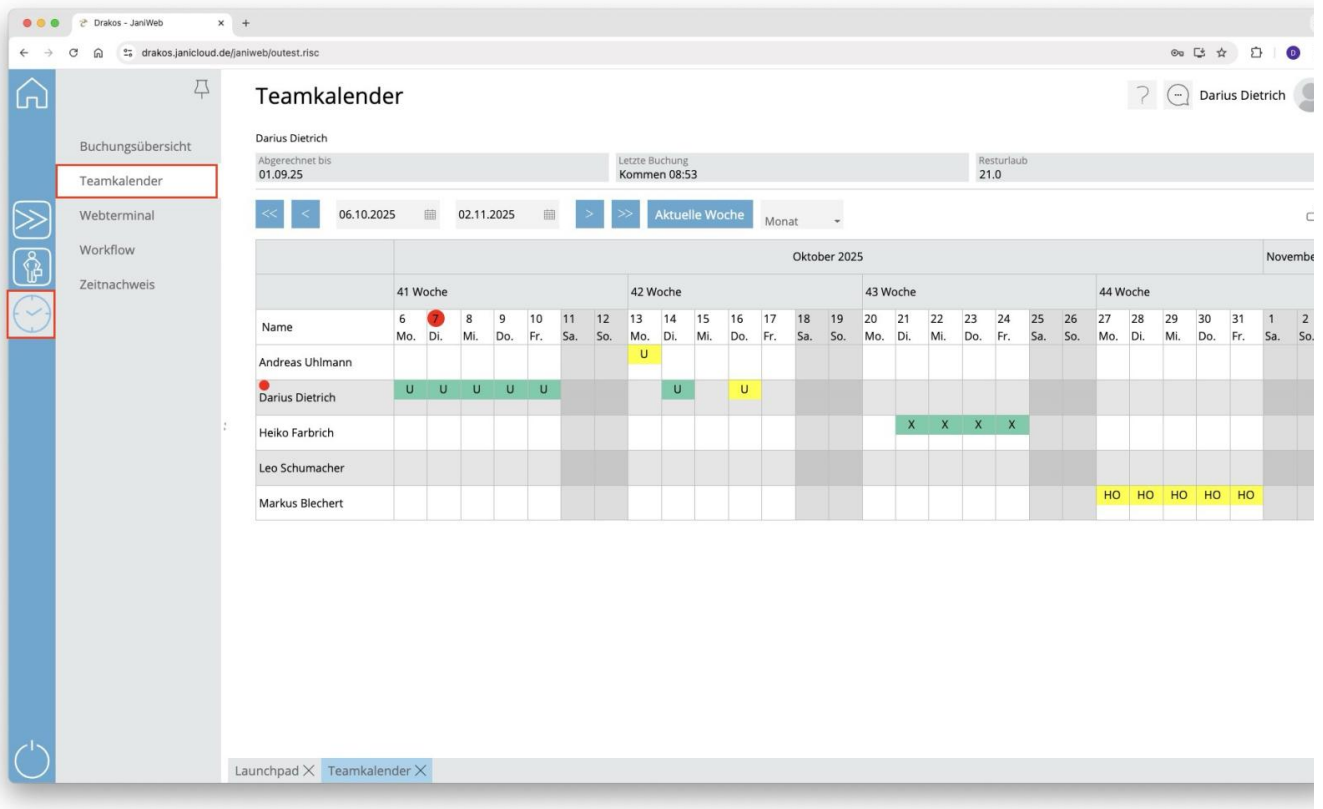 Drakos - JaniWeb
drakos.janicloud.de/janiweb/outest.risc
D
Teamkalender
?
Darius Dietrich
Buchungsübersicht
Teamkalender
Webterminal
Workflow
Zeitnachweis
Darius Dietrich
Abgerechnet bis Letzte Buchung Resturlaub
01.09.25 Kommen 08:53 21.0
<< < 06.10.2025 02.11.2025 > >> Aktuelle Woche Monat
Oktober 2025 Novembe
41 Woche 42 Woche 43 Woche 44 Woche
Name
6 7 8 9 10 11 12 13 14 15 16 17 18 19 20 21 22 23 24 25 26 27 28 29 30 31 1 2
Mo. Di. Mi. Do. Fr. Sa. So. Mo. Di. Mi. Do. Fr. Sa. So. Mo. Di. Mi. Do. Fr. Sa. So. Mo. Di. Mi. Do. Fr. Sa. So.
Andreas Uhlmann U
Darius Dietrich U U U U U U U
Heiko Farbrich X X X X
Leo Schumacher
Markus Blechert HO HO HO HO HO
Launchpad Teamkalender